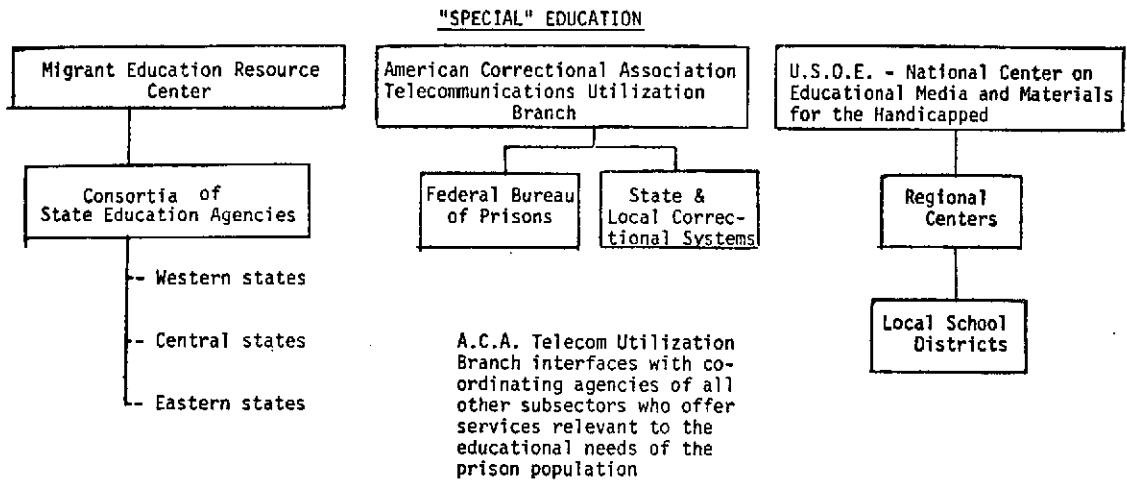 "SPECIAL" EDUCATION
Migrant Education Resource
Center
Consortia of
State Education Agencies
-- Western states
-- Central states
-- Eastern states
American Correctional Association
Telecommunications Utilization
Branch
Federal Bureau
of Prisons
State &
Local Correc-
tional Systems
A.C.A. Telecom Utilization
Branch interfaces with co-
ordinating agencies of all
other subsectors who offer
services relevant to the
educational needs of the
prison population
U.S.O.E. - National Center on
Educational Media and Materials
for the Handicapped
Regional
Centers
Local School
Districts